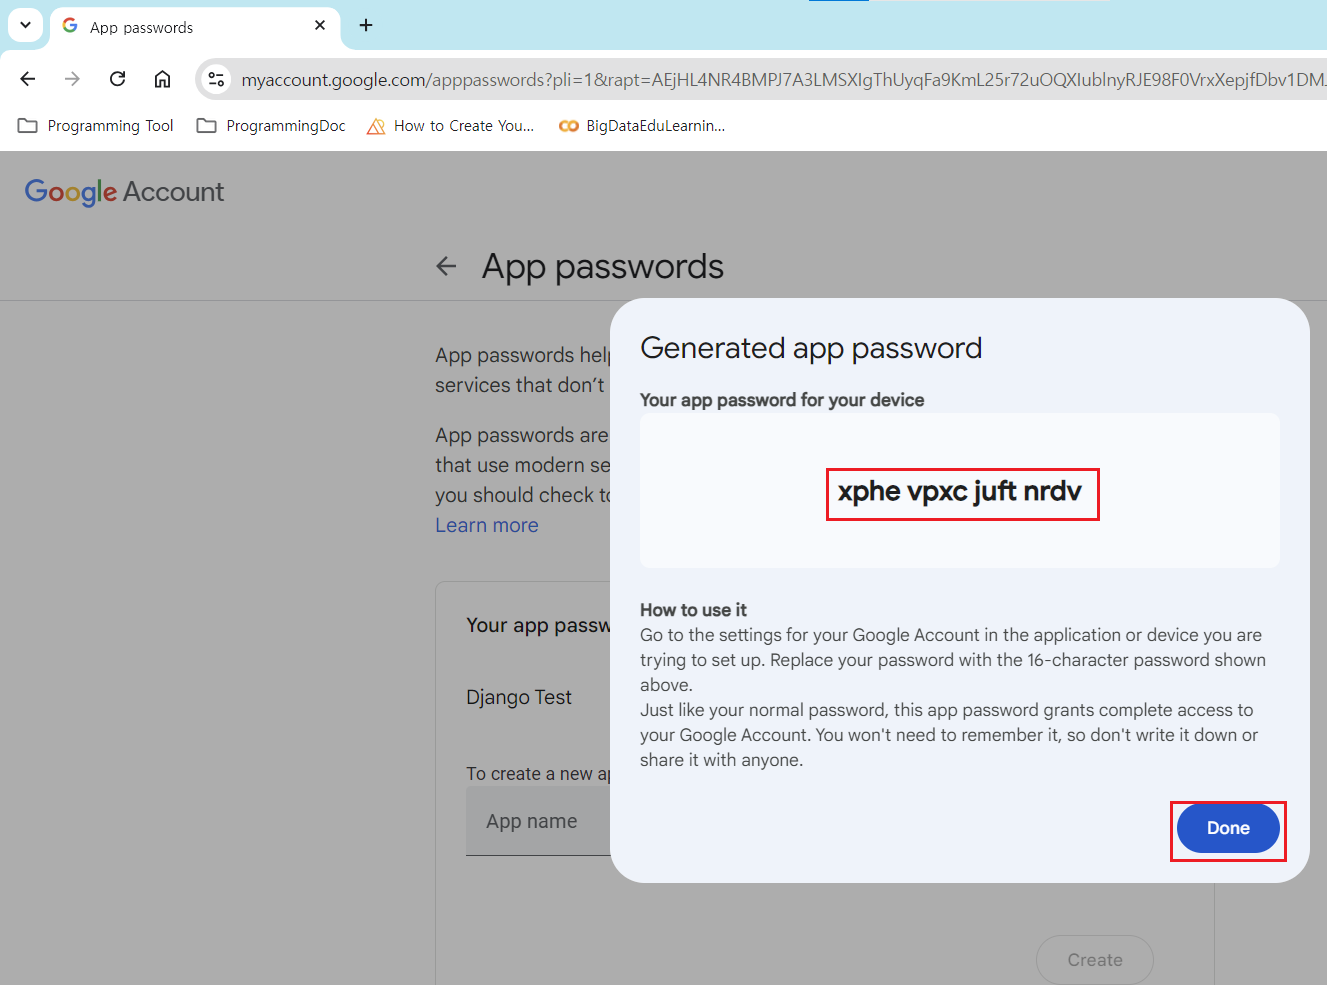 App passwords
myaccount.google.com/apppasswords?pli=1&rapt=
Programming Tool
ProgrammingDoc
How to Create You...
BigDataEduLearnin...
Google Account
App passwords
App passwords help
services that don’t
App passwords are
that use modern se
you should check to
Learn more
Your app passw
Django Test
To create a new ap
App name
Create
Generated app password
Your app password for your device
xphe vpxc juft nrdv
How to use it
Go to the settings for your Google Account in the application or device you are
trying to set up. Replace your password with the 16-character password shown
above.
Just like your normal password, this app password grants complete access to
your Google Account. You won't need to remember it, so don't write it down or
share it with anyone.
Done